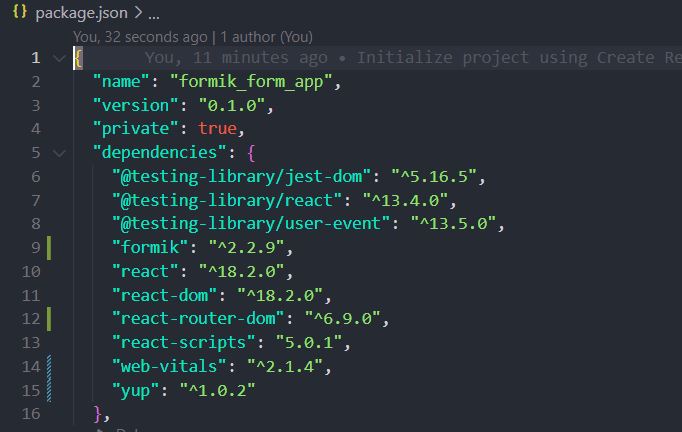 {} package.json > ...
You, 32 seconds ago | 1 author (You)
1 { You, 11 minutes ago • Initialize project using Create Re
2 "name": "formik_form_app",
3 "version": "0.1.0",
4 "private": true,
5 "dependencies": {
6 "@testing-library/jest-dom": "^5.16.5",
7 "@testing-library/react": "^13.4.0",
8 "@testing-library/user-event": "^13.5.0",
9 "formik": "^2.2.9",
10 "react": "^18.2.0",
11 "react-dom": "^18.2.0",
12 "react-router-dom": "^6.9.0",
13 "react-scripts": "5.0.1",
14 "web-vitals": "^2.1.4",
15 "yup": "^1.0.2"
16 },